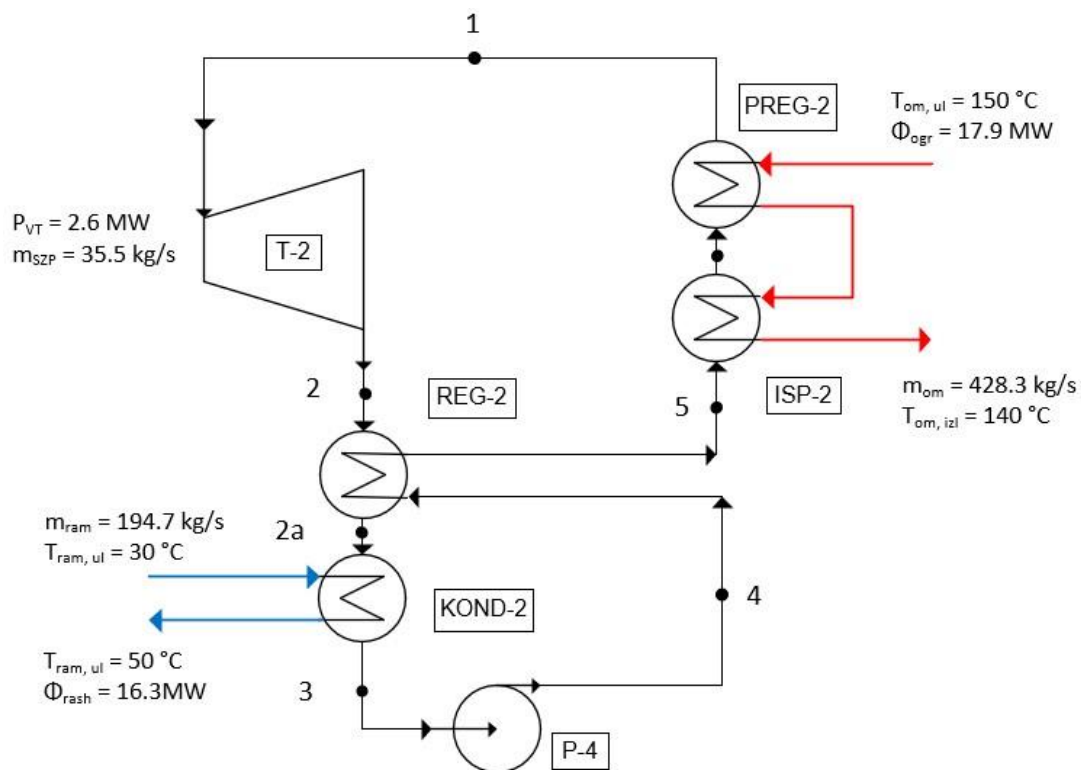 1
PREG-2
T_om, ul = 150 °C
Φ_ogr = 17.9 MW
P_VT = 2.6 MW
m_SZP = 35.5 kg/s
T-2
2
REG-2
5
ISP-2
m_om = 428.3 kg/s
T_om, izl = 140 °C
m_ram = 194.7 kg/s
T_ram, ul = 30 °C
2a
KOND-2
4
T_ram, ul = 50 °C
Φ_rash = 16.3MW
3
P-4